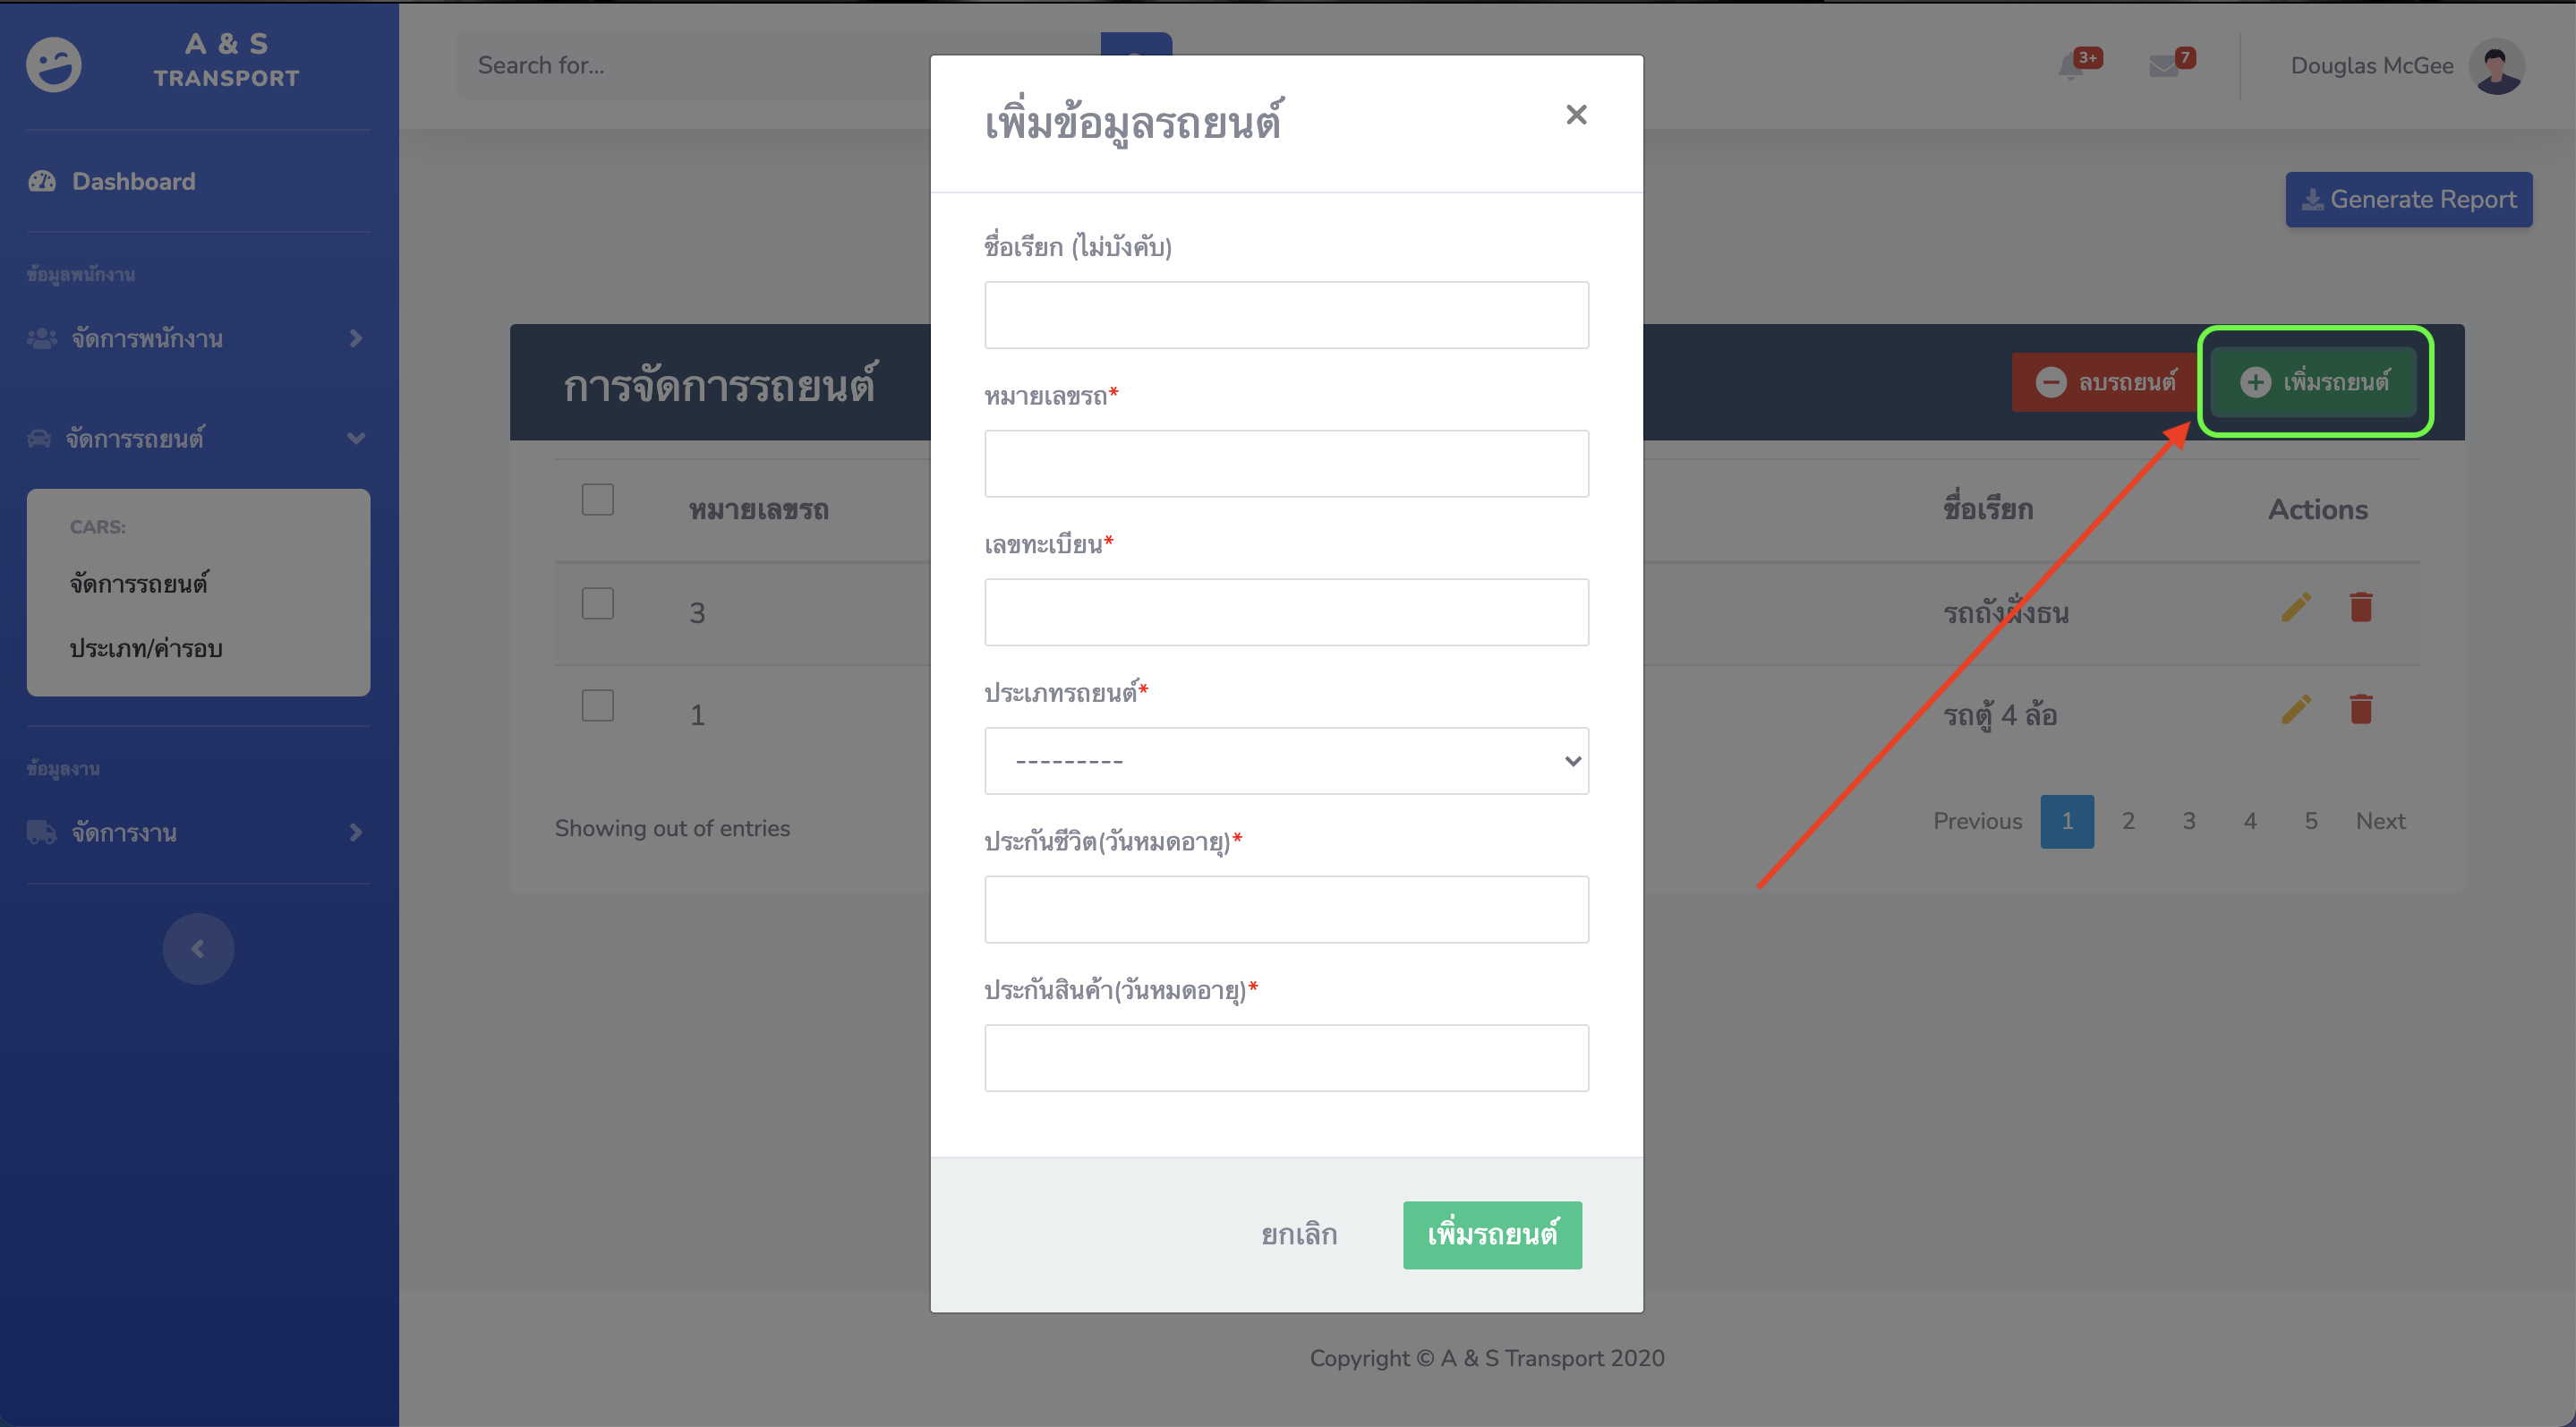 A & S
TRANSPORT
Dashboard
ข้อมูลพนักงาน
จัดการพนักงาน
จัดการรถยนต์
CARS:
จัดการรถยนต์
ประเภท/ค่ารอบ
ข้อมูลงาน
จัดการงาน
Search for...
3+
7
Douglas McGee
Generate Report
การจัดการรถยนต์
ลบรถยนต์
เพิ่มรถยนต์
หมายเลขรถ
ชื่อเรียก
Actions
3
รถถังฝั่งธน
1
รถตู้ 4 ล้อ
Showing out of entries
Previous 1 2 3 4 5 Next
เพิ่มข้อมูลรถยนต์
ชื่อเรียก (ไม่บังคับ)
หมายเลขรถ*
เลขทะเบียน*
ประเภทรถยนต์*
---------
ประกันชีวิต(วันหมดอายุ)*
ประกันสินค้า(วันหมดอายุ)*
ยกเลิก
เพิ่มรถยนต์
Copyright © A & S Transport 2020